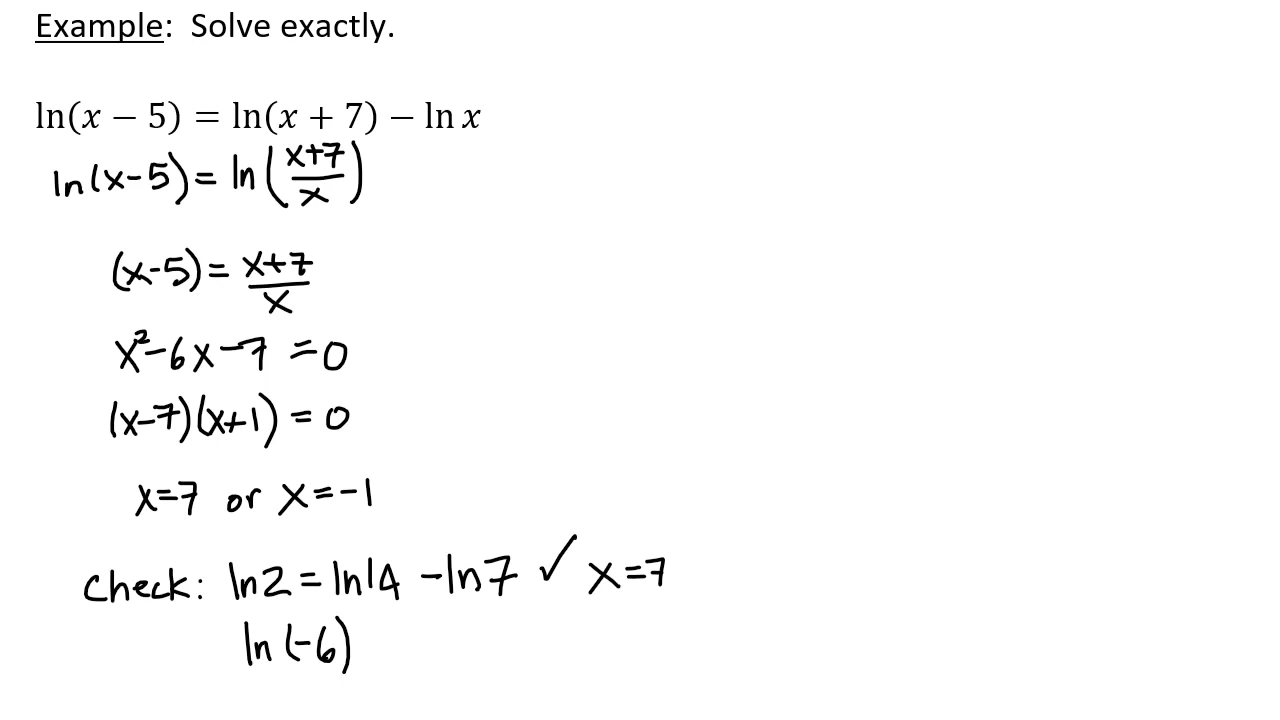 Example: Solve exactly.
ln(x − 5) = ln(x + 7) − ln x
ln(x-5) = ln((x+7)/x)
(x-5) = (x+7)/x
x²-6x-7 = 0
(x-7)(x+1) = 0
x=7 or x=-1
Check: ln2 = ln14 - ln7 ✓ x=7
ln(-6)